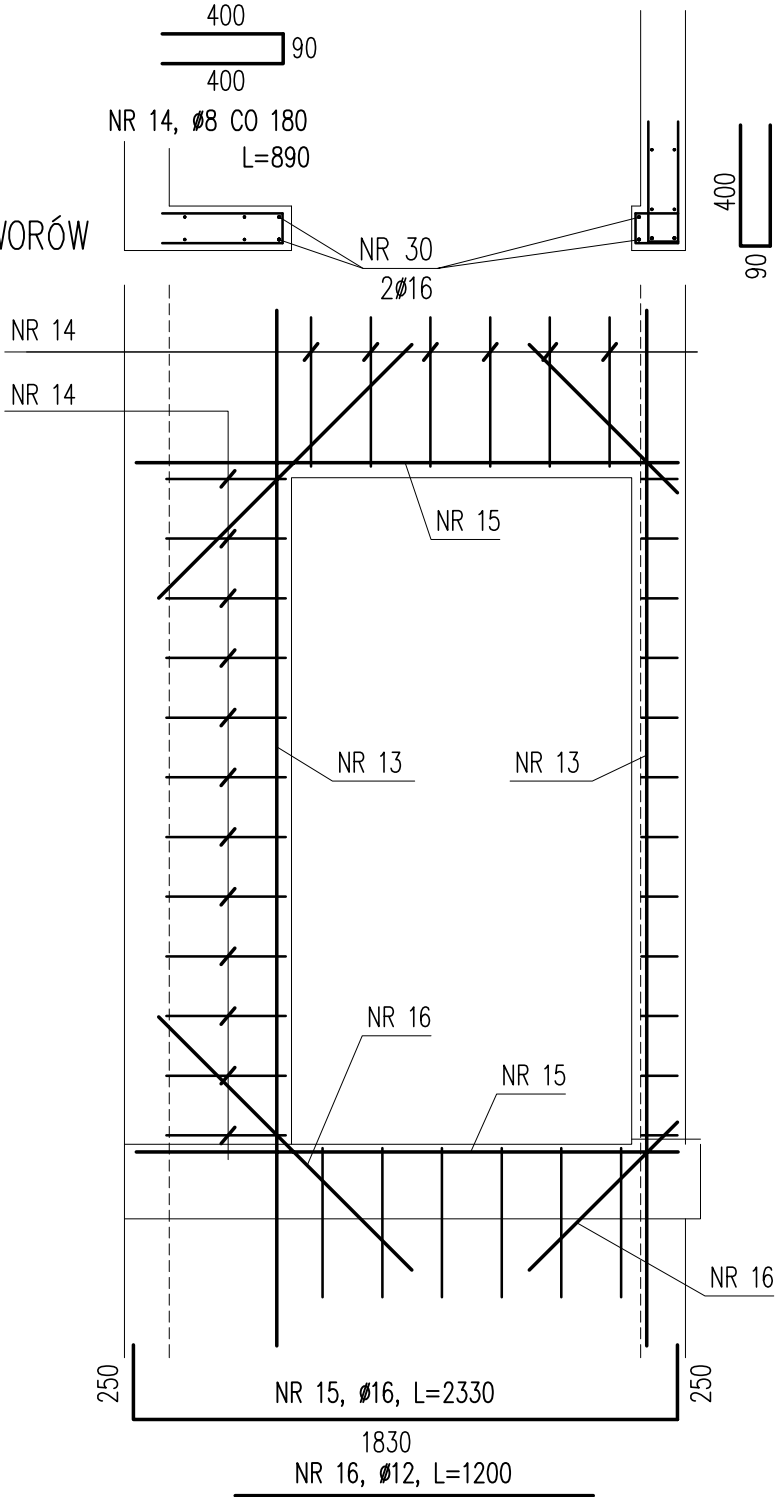 400
90
400
NR 14, ø8 CO 180
L=890
400
90
WORÓW
NR 30
2ø16
NR 14
NR 14
NR 15
NR 13
NR 13
NR 16
NR 15
NR 16
250
NR 15, ø16, L=2330
250
1830
NR 16, ø12, L=1200